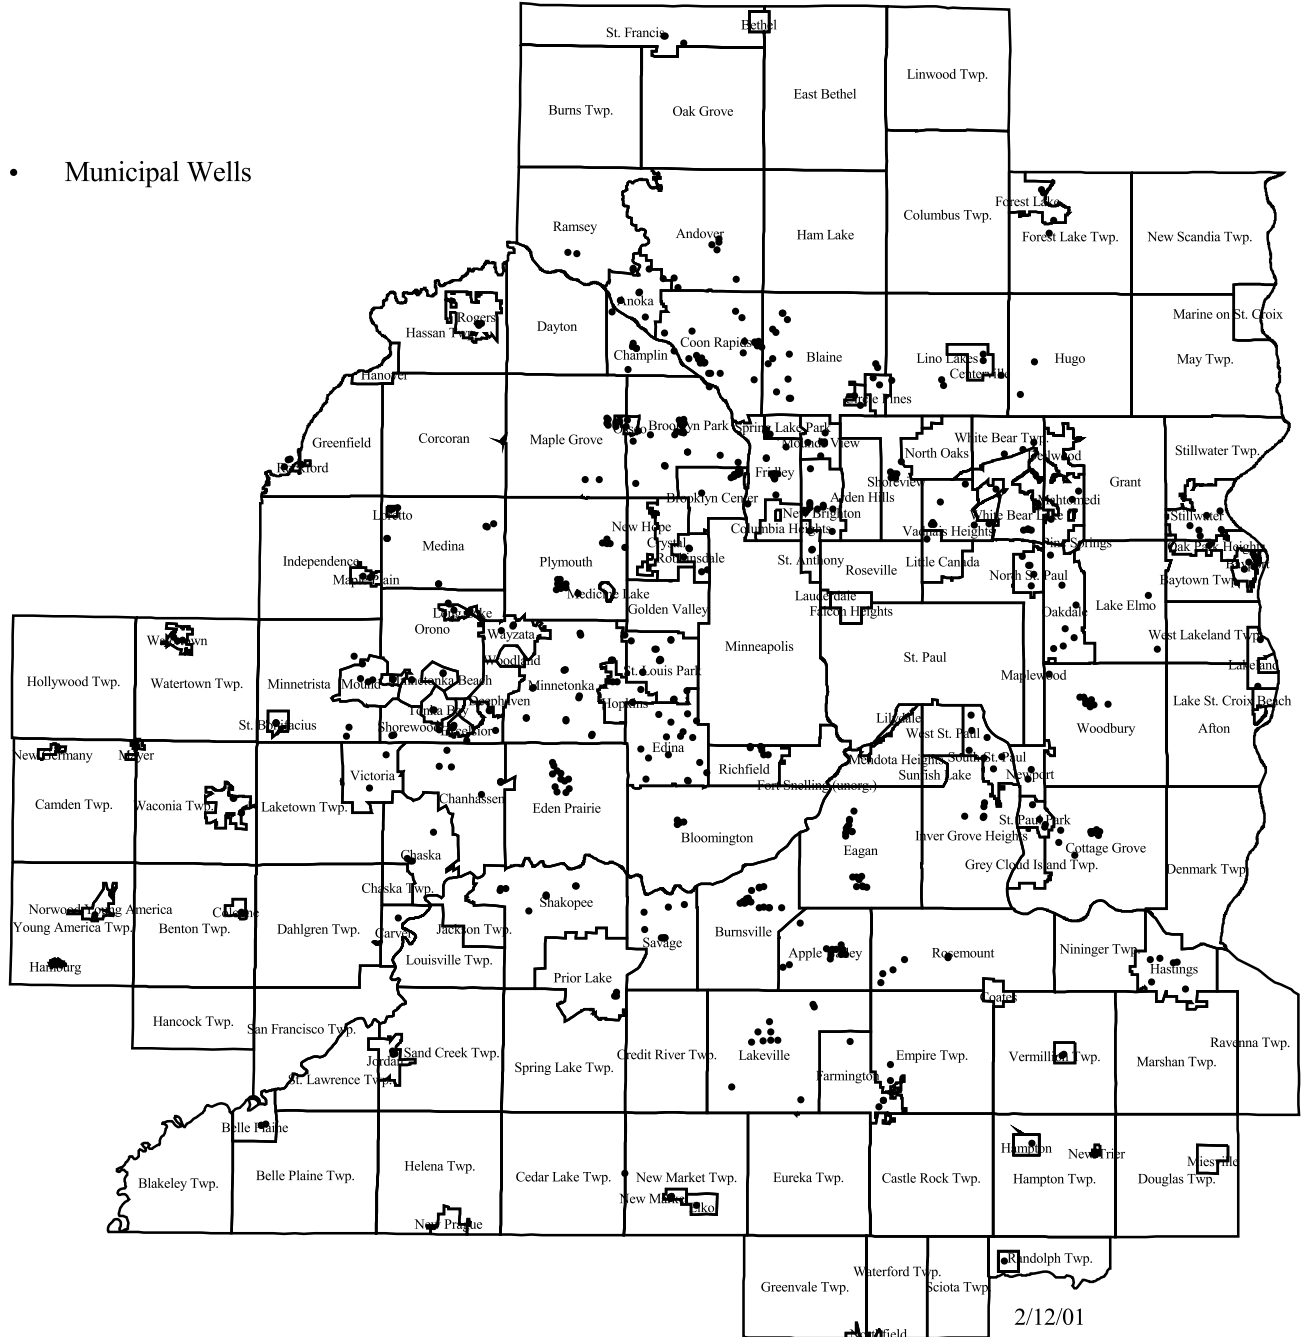 St. Francis
Bethel
Linwood Twp.
Burns Twp.
Oak Grove
East Bethel
• Municipal Wells
Forest Lake
Columbus Twp.
Ramsey
Andover
Ham Lake
Forest Lake Twp.
New Scandia Twp.
Anoka
Rogers
Marine on St. Croix
Hassan Twp.
Dayton
Coon Rapids
Champlin
Blaine
Lino Lakes
Hugo
May Twp.
Hanover
Centerville
Circle Pines
Greenfield
Corcoran
Maple Grove
Osseo
Brooklyn Park
Spring Lake Park
Mounds View
White Bear Twp.
Stillwater Twp.
North Oaks
Dellwood
Rockford
Fridley
Shoreview
Grant
Brooklyn Center
Arden Hills
Mahtomedi
Loretto
New Brighton
White Bear Lake
Stillwater
New Hope
Columbia Heights
Vadnais Heights
Medina
Crystal
Pine Springs
Oak Park Heights
Independence
Plymouth
Robbinsdale
St. Anthony
Roseville
Little Canada
Bayport
Maple Plain
North St. Paul
Baytown Twp.
Medicine Lake
Lauderdale
Long Lake
Golden Valley
Falcon Heights
Oakdale
Lake Elmo
Orono
Wayzata
Watertown
Minneapolis
West Lakeland Twp.
Woodland
St. Paul
St. Louis Park
Lakeland
Hollywood Twp.
Watertown Twp.
Minnetrista
Mound
Minnetonka Beach
Minnetonka
Maplewood
Deephaven
Hopkins
Lake St. Croix Beach
Tonka Bay
Lilydale
St. Bonifacius
Shorewood
Excelsior
West St. Paul
Woodbury
Afton
Edina
New Germany
Mayer
Mendota Heights
South St. Paul
Richfield
Victoria
Sunfish Lake
Newport
Fort Snelling (unorg.)
Chanhassen
Camden Twp.
Waconia Twp.
Laketown Twp.
Eden Prairie
Bloomington
St. Paul Park
Inver Grove Heights
Eagan
Cottage Grove
Chaska
Grey Cloud Island Twp.
Denmark Twp.
Chaska Twp.
Norwood Young America
Cologne
Shakopee
Young America Twp.
Benton Twp.
Dahlgren Twp.
Carver
Jackson Twp.
Savage
Burnsville
Louisville Twp.
Apple Valley
Rosemount
Nininger Twp.
Hamburg
Prior Lake
Hastings
Coates
Hancock Twp.
San Francisco Twp.
Jordan
Sand Creek Twp.
Credit River Twp.
Lakeville
Empire Twp.
Vermillion Twp.
Marshan Twp.
Ravenna Twp.
St. Lawrence Twp.
Spring Lake Twp.
Farmington
Belle Plaine
Hampton
New Trier
Miesville
Blakeley Twp.
Belle Plaine Twp.
Helena Twp.
Cedar Lake Twp.
New Market Twp.
Eureka Twp.
Castle Rock Twp.
Hampton Twp.
Douglas Twp.
New Market
Elko
New Prague
Greenvale Twp.
Waterford Twp.
Sciota Twp.
Randolph Twp.
2/12/01
Northfield